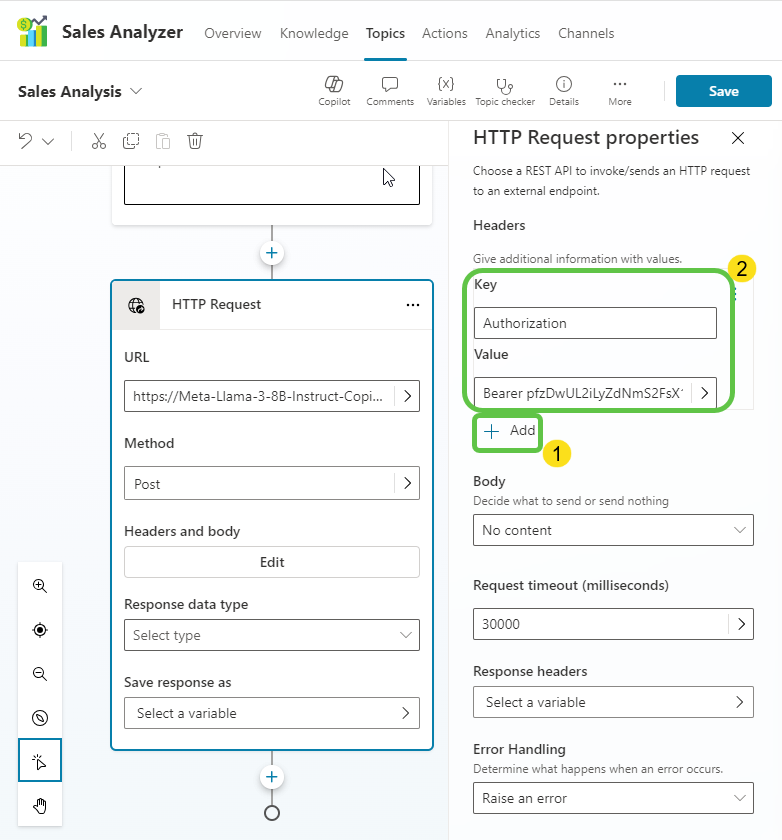 Sales Analyzer
Overview
Knowledge
Topics
Actions
Analytics
Channels
Sales Analysis
Copilot
Comments
{x}
Variables
Topic checker
Details
More
Save
HTTP Request properties
Choose a REST API to invoke/sends an HTTP request
to an external endpoint.
Headers
Give additional information with values.
2
Key
Authorization
Value
Bearer pfzDwUL2iLyZdNmS2FsX
Add
1
Body
Decide what to send or send nothing
No content
Request timeout (milliseconds)
30000
Response headers
Select a variable
Error Handling
Determine what happens when an error occurs.
Raise an error
HTTP Request
URL
https://Meta-Llama-3-8B-Instruct-Copi...
Method
Post
Headers and body
Edit
Response data type
Select type
Save response as
Select a variable